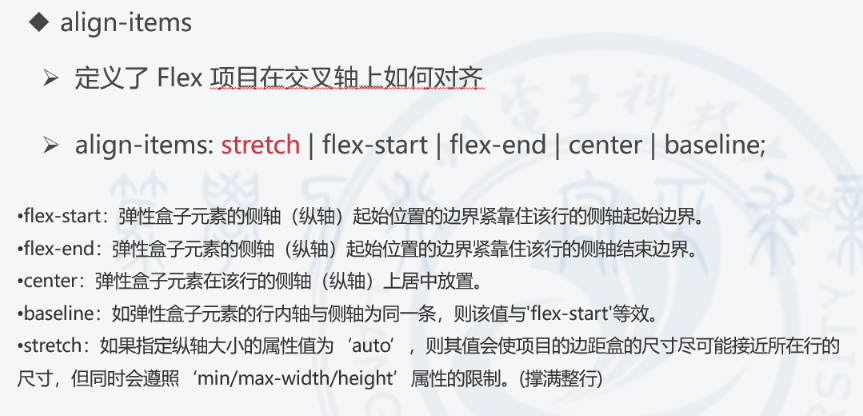 ◆ align-items
➢ 定义了 Flex 项目在交叉轴上如何对齐
➢ align-items: stretch | flex-start | flex-end | center | baseline;
•flex-start：弹性盒子元素的侧轴（纵轴）起始位置的边界紧靠住该行的侧轴起始边界。
•flex-end：弹性盒子元素的侧轴（纵轴）起始位置的边界紧靠住该行的侧轴结束边界。
•center：弹性盒子元素在该行的侧轴（纵轴）上居中放置。
•baseline：如弹性盒子元素的行内轴与侧轴为同一条，则该值与'flex-start'等效。
•stretch：如果指定纵轴大小的属性值为‘auto’，则其值会使项目的边距盒的尺寸尽可能接近所在行的
尺寸，但同时会遵照‘min/max-width/height’属性的限制。(撑满整行)